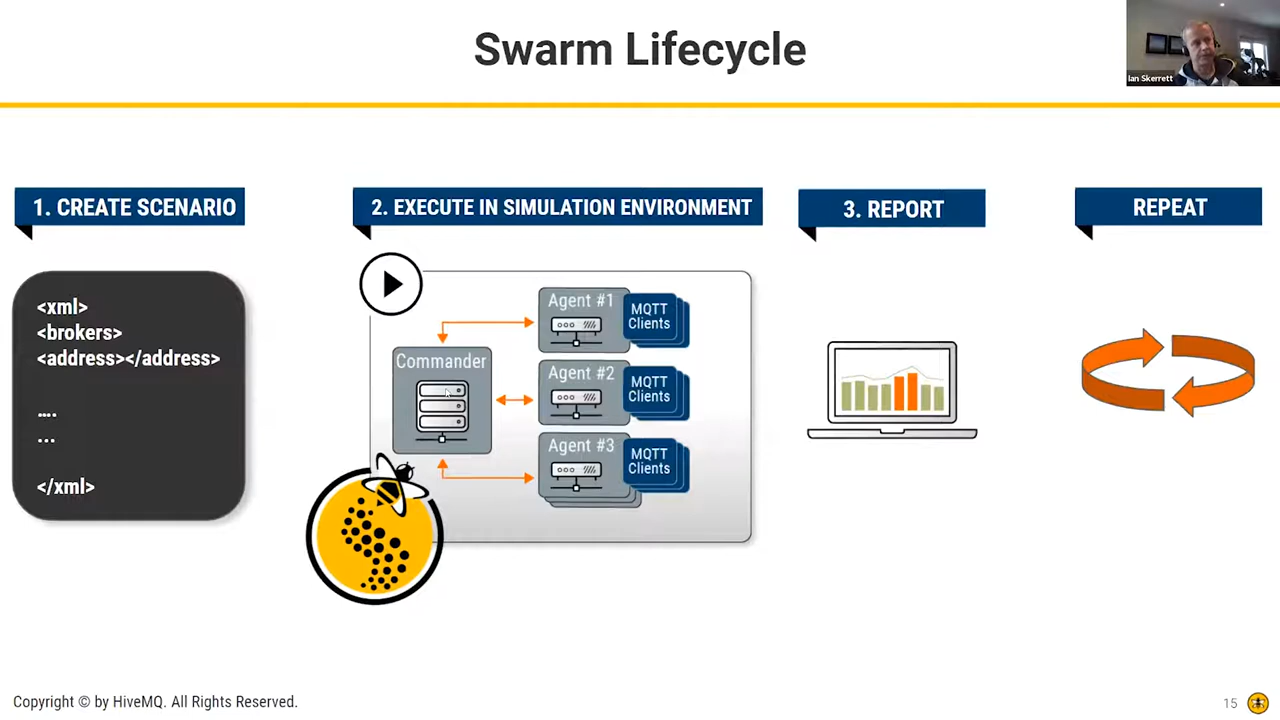 Swarm Lifecycle
Ian Skerrett
1. CREATE SCENARIO
<xml>
<brokers>
<address></address>
....
...
</xml>
2. EXECUTE IN SIMULATION ENVIRONMENT
Commander
Agent #1
MQTT
Clients
Agent #2
MQTT
Clients
Agent #3
MQTT
Clients
3. REPORT
REPEAT
Copyright © by HiveMQ. All Rights Reserved.
15